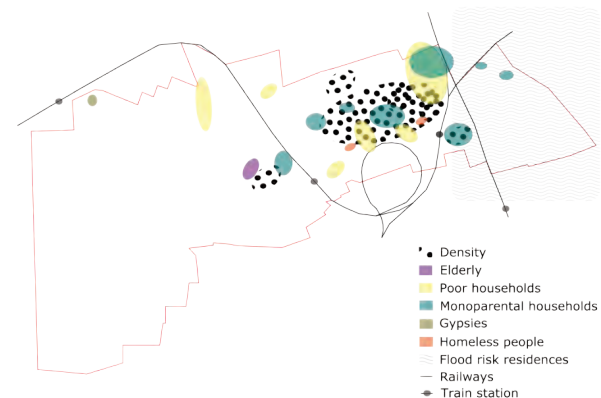 Density
Elderly
Poor households
Monoparental households
Gypsies
Homeless people
Flood risk residences
Railways
Train station